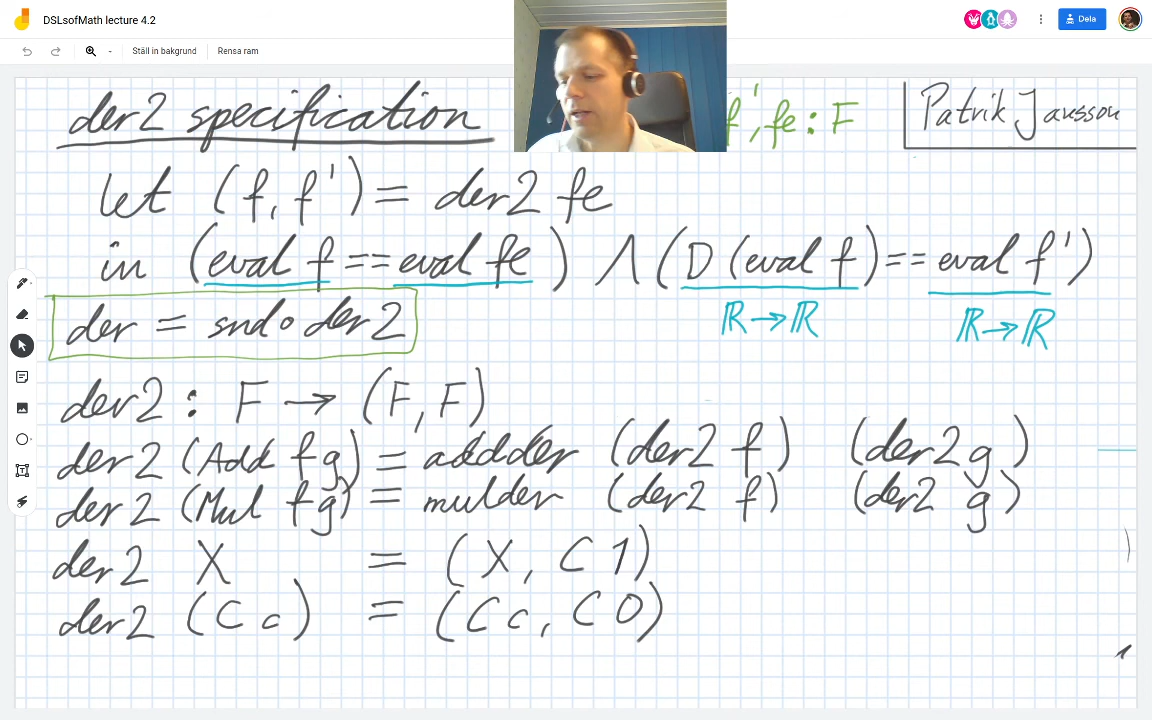 DSLsofMath lecture 4.2
Dela
Ställ in bakgrund Rensa ram
der2 specification
f', fe : F
Patrik Jansson
let (f, f') = der2 fe
in (eval f == eval fe) ∧ (D (eval f) == eval f')
der = snd ∘ der2
ℝ → ℝ ℝ → ℝ
der2 : F → (F, F)
der2 (Add f g) = addder (der2 f) (der2 g)
der2 (Mul f g) = mulder (der2 f) (der2 g)
der2 X = (X, C 1)
der2 (C c) = (C c, C 0)